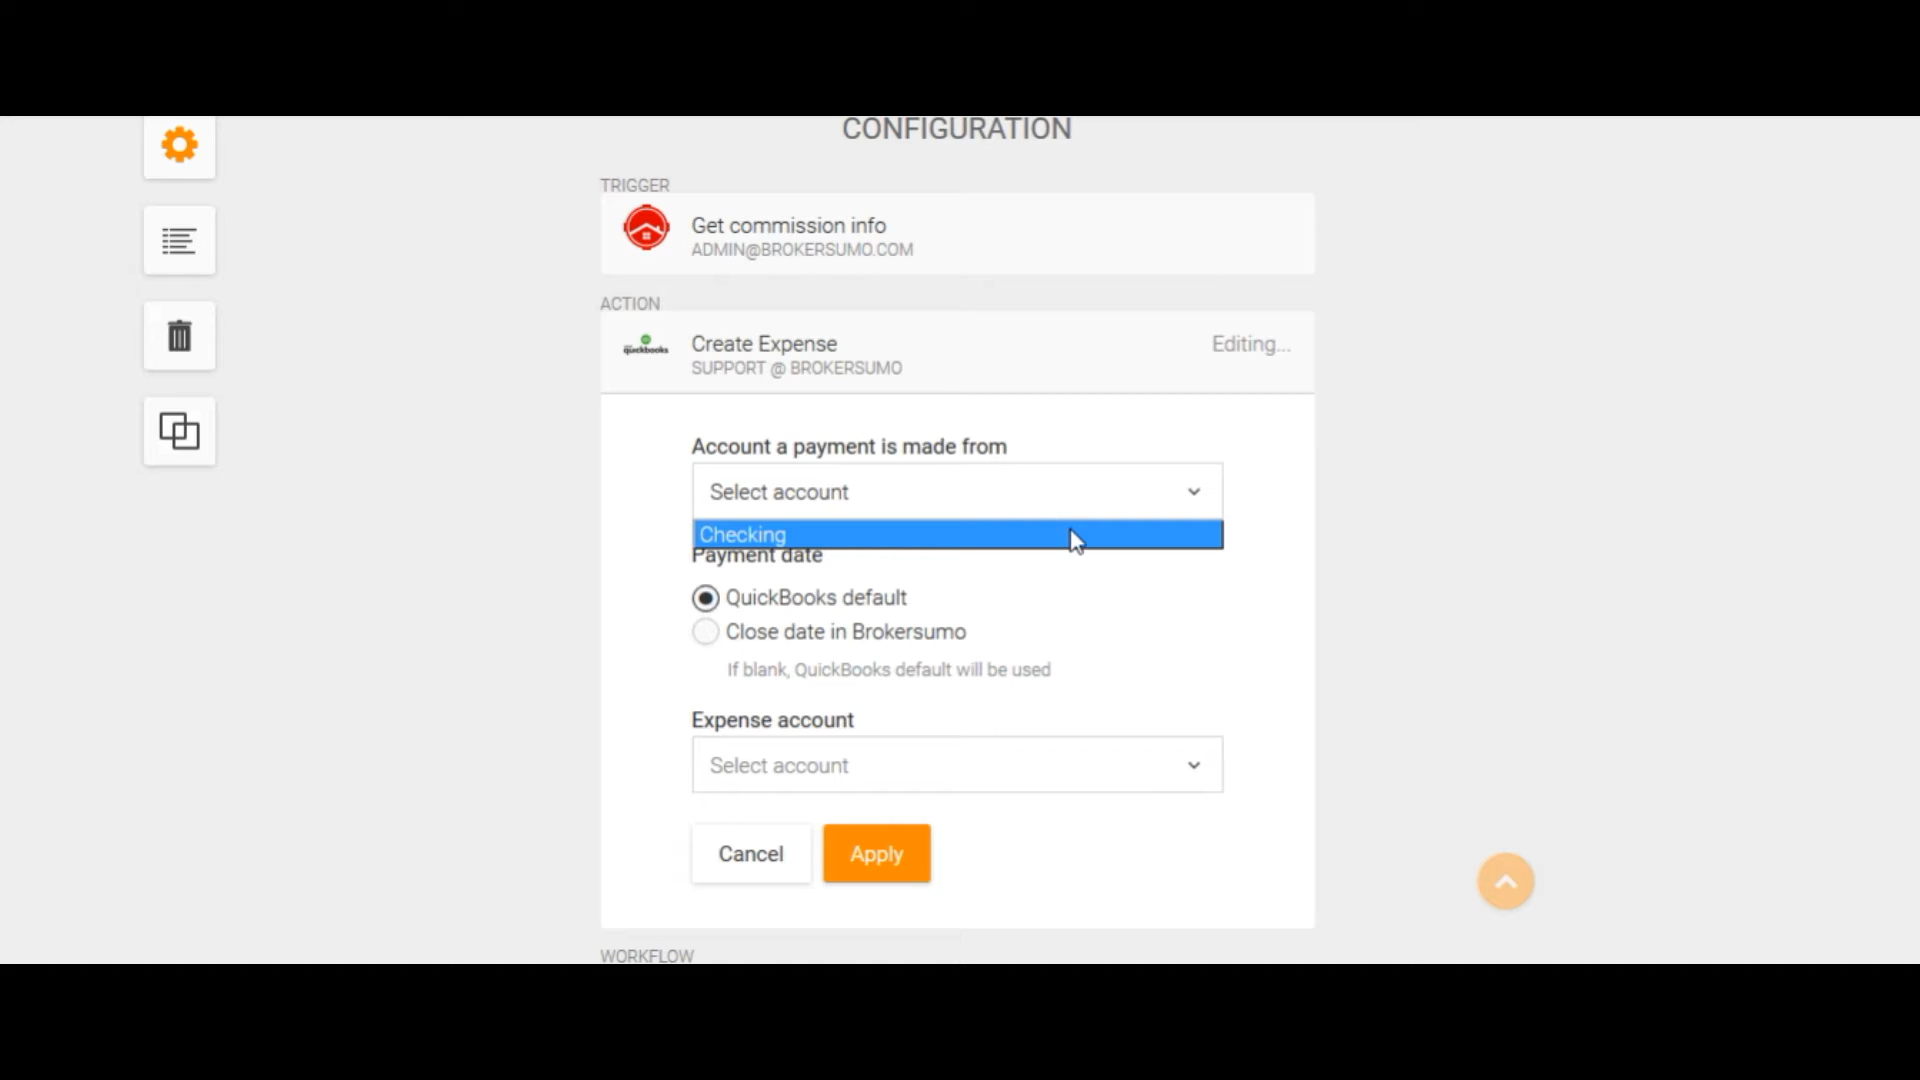 CONFIGURATION
TRIGGER
Get commission info
ADMIN@BROKERSUMO.COM
ACTION
quickbooks
Create Expense
Editing...
SUPPORT @ BROKERSUMO
Account a payment is made from
Select account
Checking
Payment date
QuickBooks default
Close date in Brokersumo
If blank, QuickBooks default will be used
Expense account
Select account
Cancel
Apply
WORKFLOW